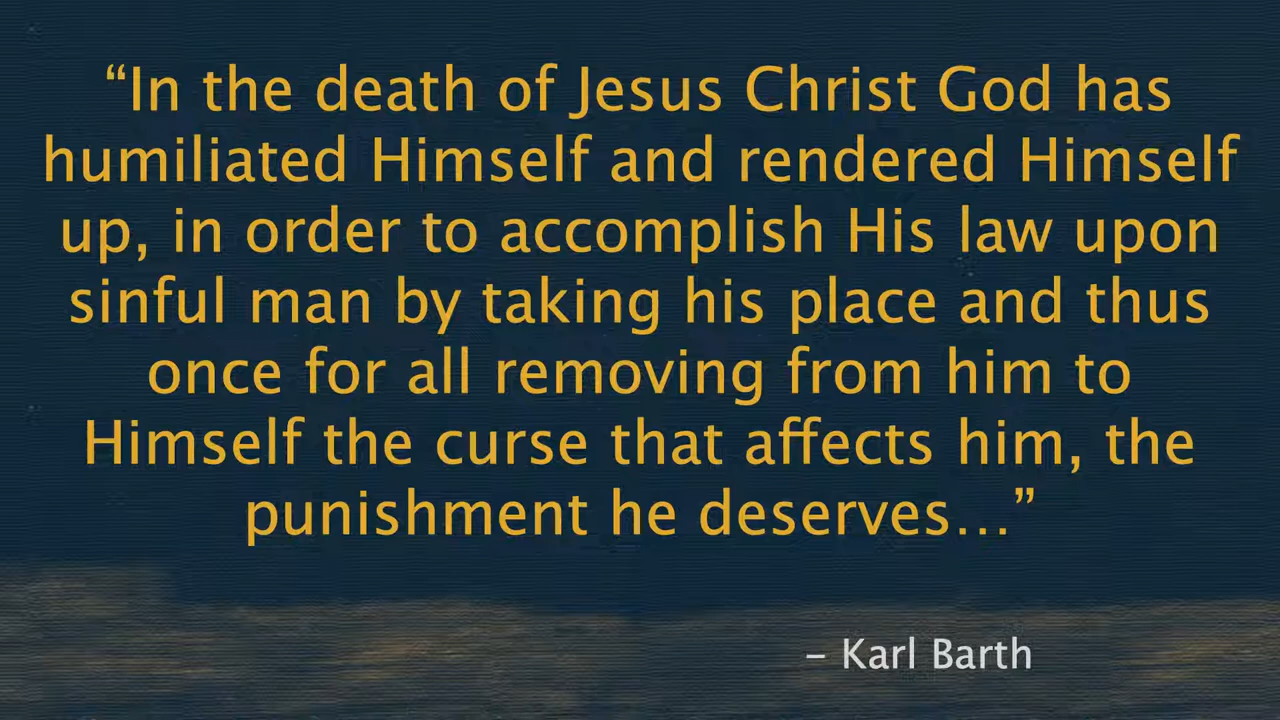 “In the death of Jesus Christ God has
humiliated Himself and rendered Himself
up, in order to accomplish His law upon
sinful man by taking his place and thus
once for all removing from him to
Himself the curse that affects him, the
punishment he deserves…”
– Karl Barth